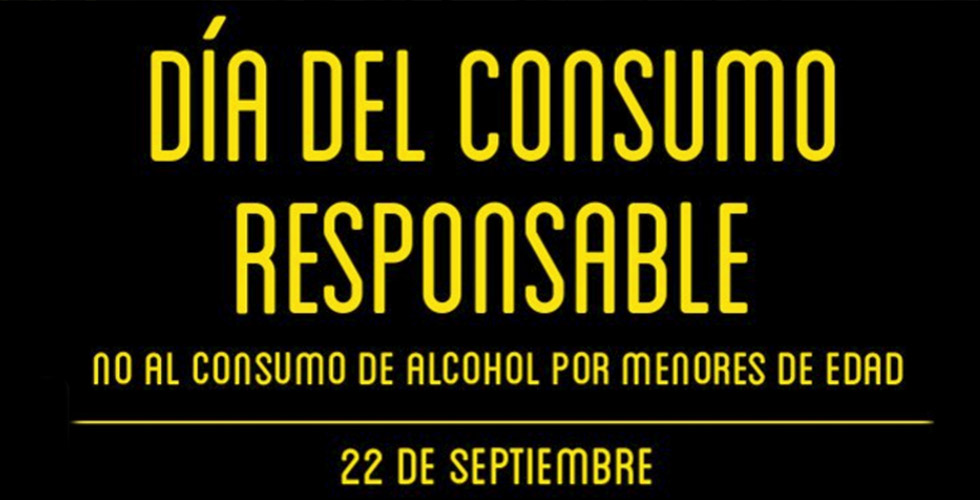 DÍA DEL CONSUMO
RESPONSABLE
NO AL CONSUMO DE ALCOHOL POR MENORES DE EDAD
22 DE SEPTIEMBRE